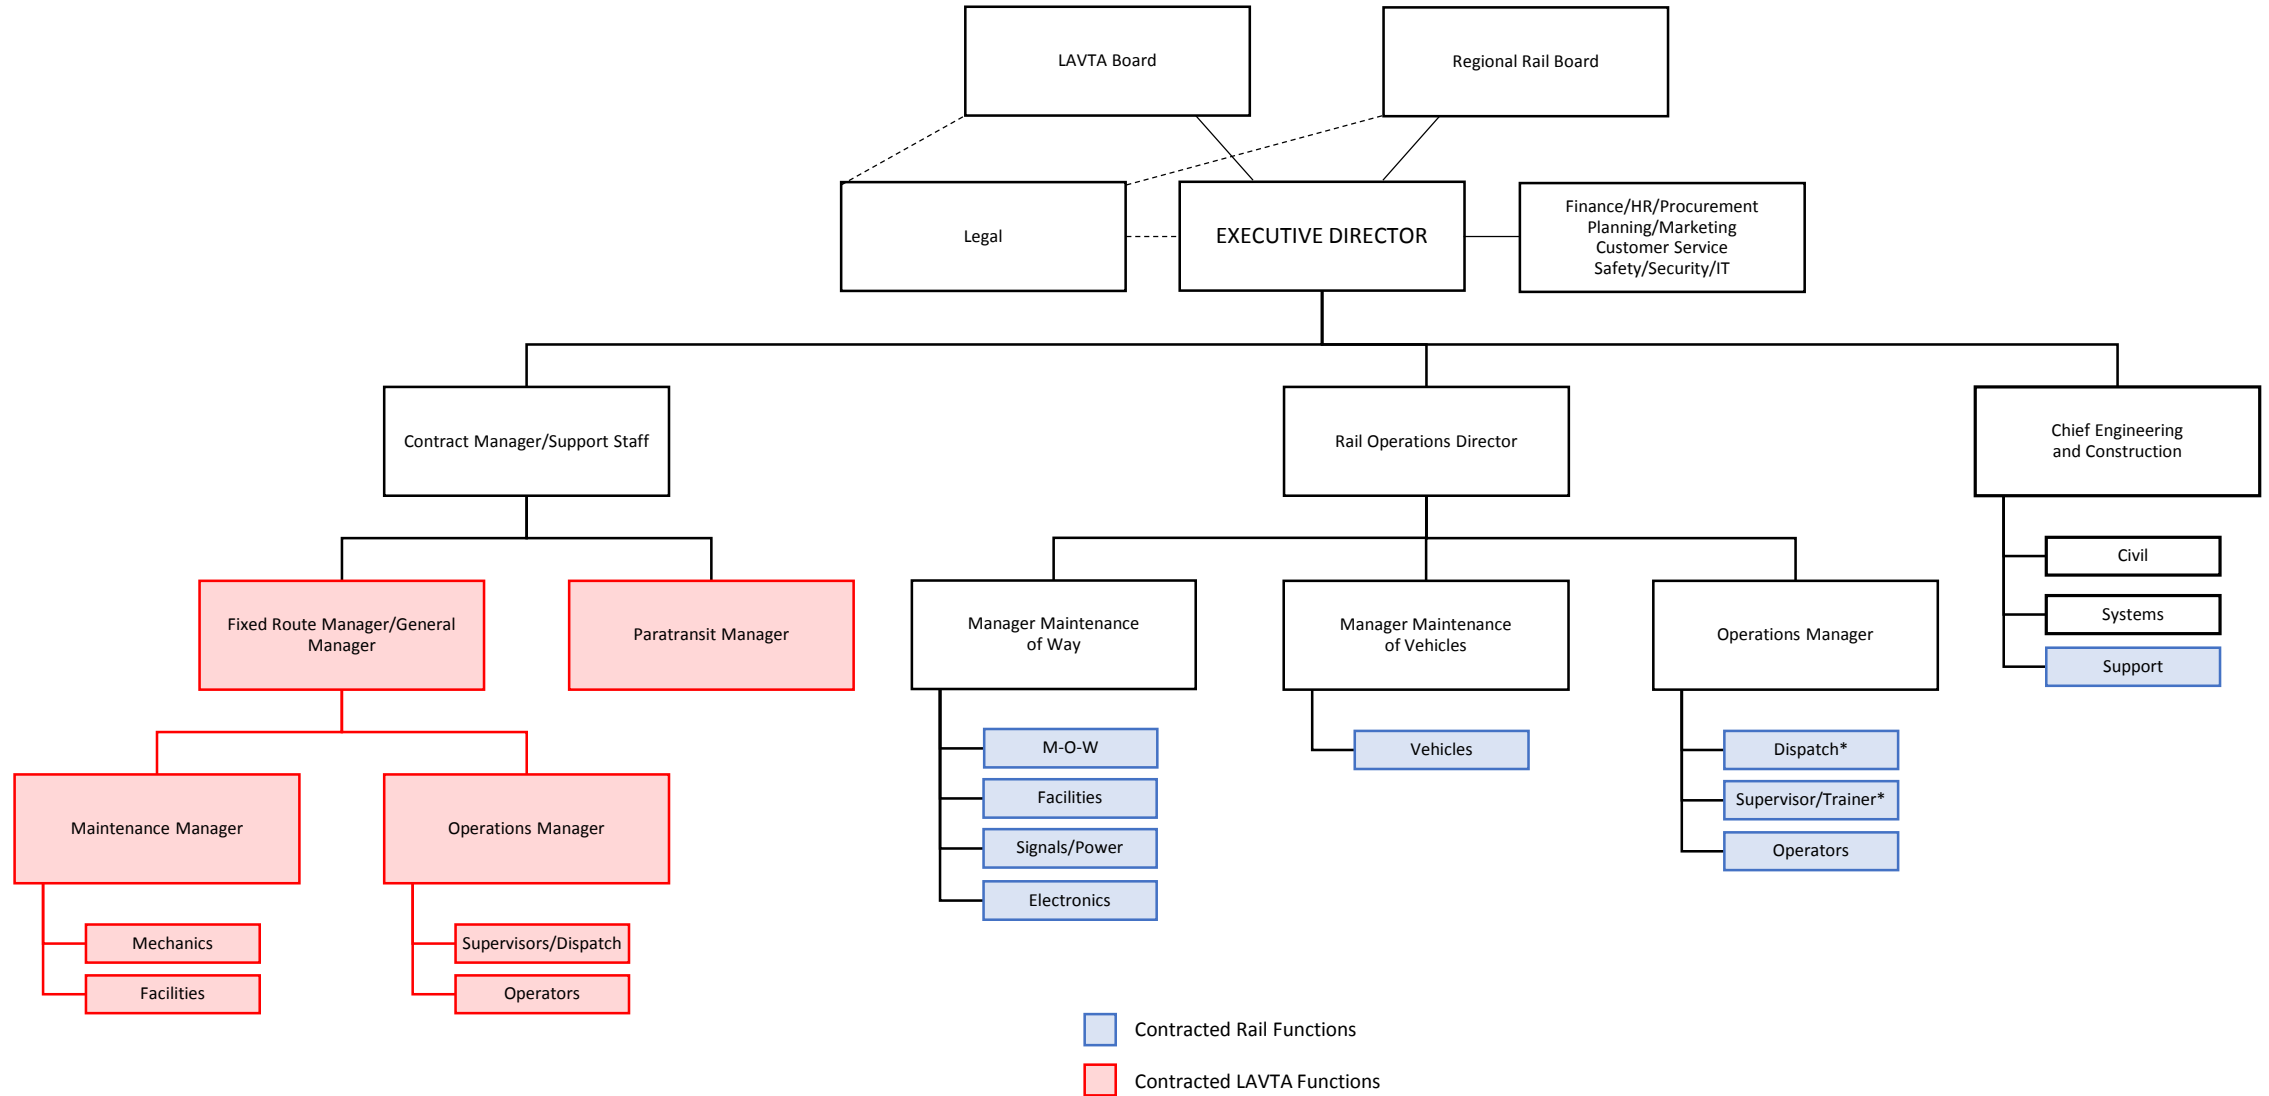 LAVTA Board
Regional Rail Board
Legal
EXECUTIVE DIRECTOR
Finance/HR/Procurement
Planning/Marketing
Customer Service
Safety/Security/IT
Contract Manager/Support Staff
Rail Operations Director
Chief Engineering
and Construction
Fixed Route Manager/General
Manager
Paratransit Manager
Manager Maintenance
of Way
Manager Maintenance
of Vehicles
Operations Manager
Civil
Systems
Support
Maintenance Manager
Operations Manager
M-O-W
Facilities
Signals/Power
Electronics
Vehicles
Dispatch*
Supervisor/Trainer*
Operators
Mechanics
Facilities
Supervisors/Dispatch
Operators
Contracted Rail Functions
Contracted LAVTA Functions